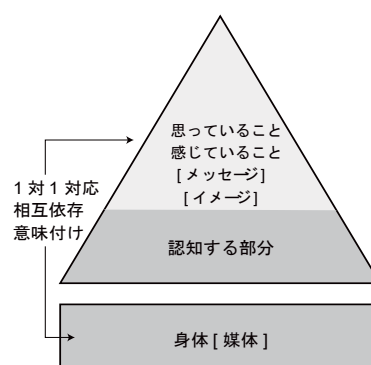 思っていること
感じていること
[ メッセージ]
[ イメージ]
1 対 1 対応
相互依存
意味付け
認知する部分
身体 [ 媒体 ]